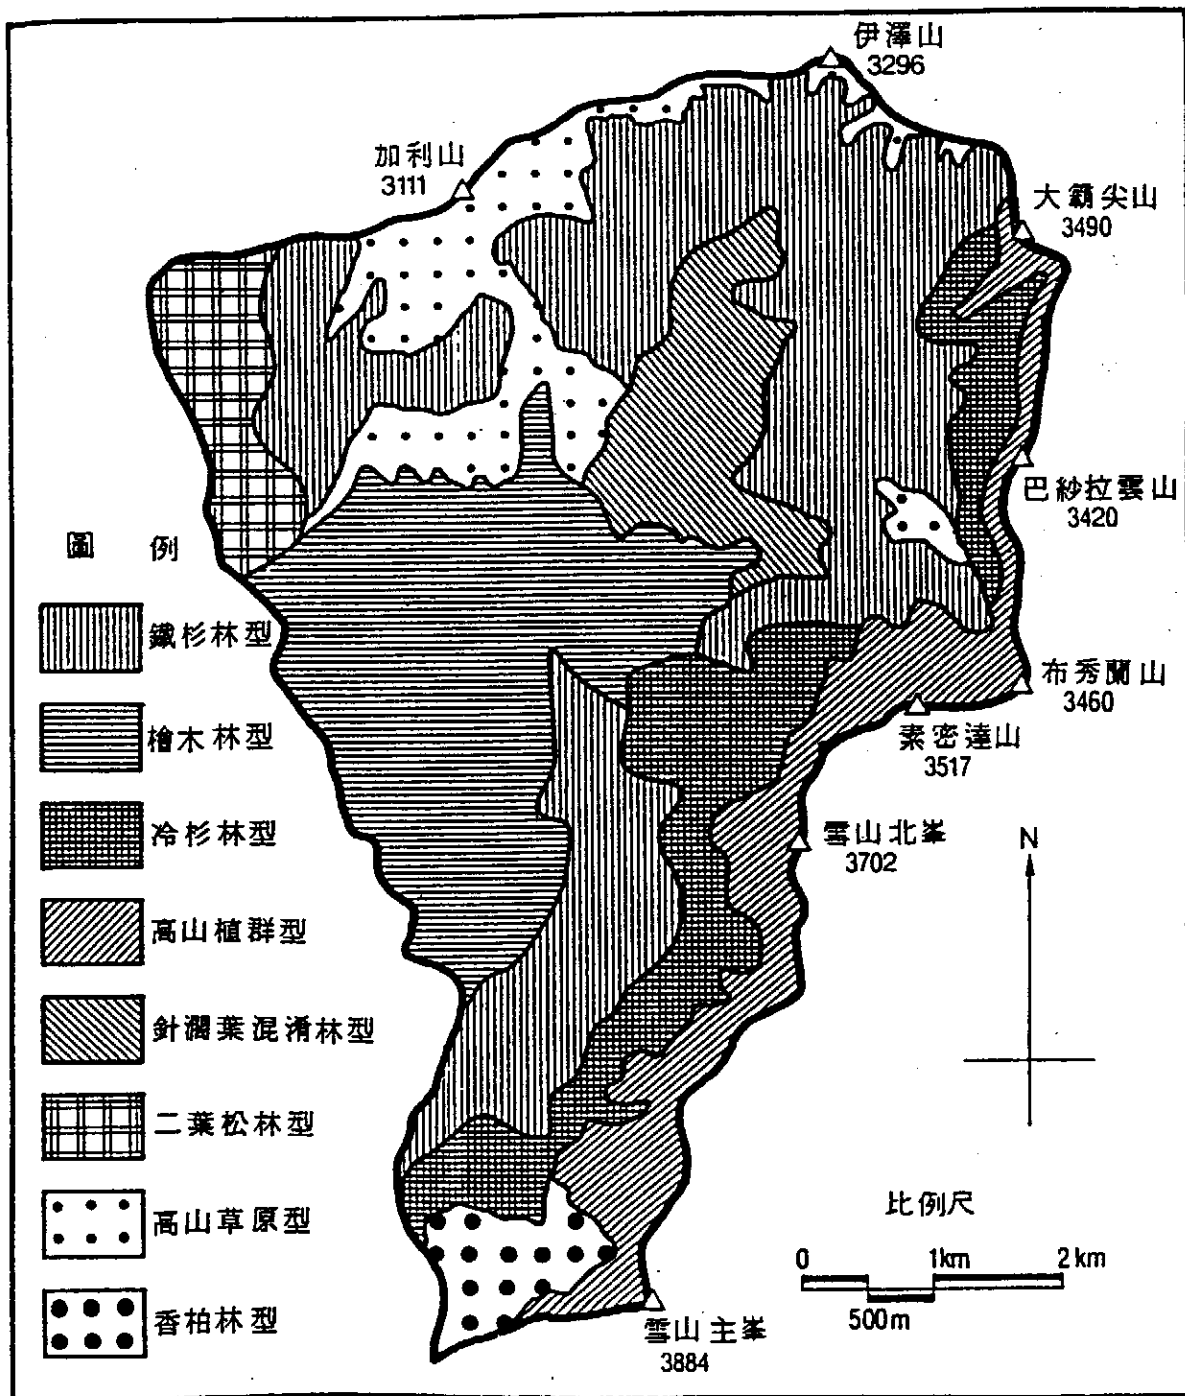 伊澤山
3296
加利山
3111
大霸尖山
3490
巴紗拉雲山
3420
布秀蘭山
3460
素密達山
3517
雪山北峯
3702
雪山主峯
3884
圖 例
鐵杉林型
檜木林型
冷杉林型
高山植群型
針濶葉混淆林型
二葉松林型
高山草原型
香柏林型
N
比例尺
0 1km 2km
500m